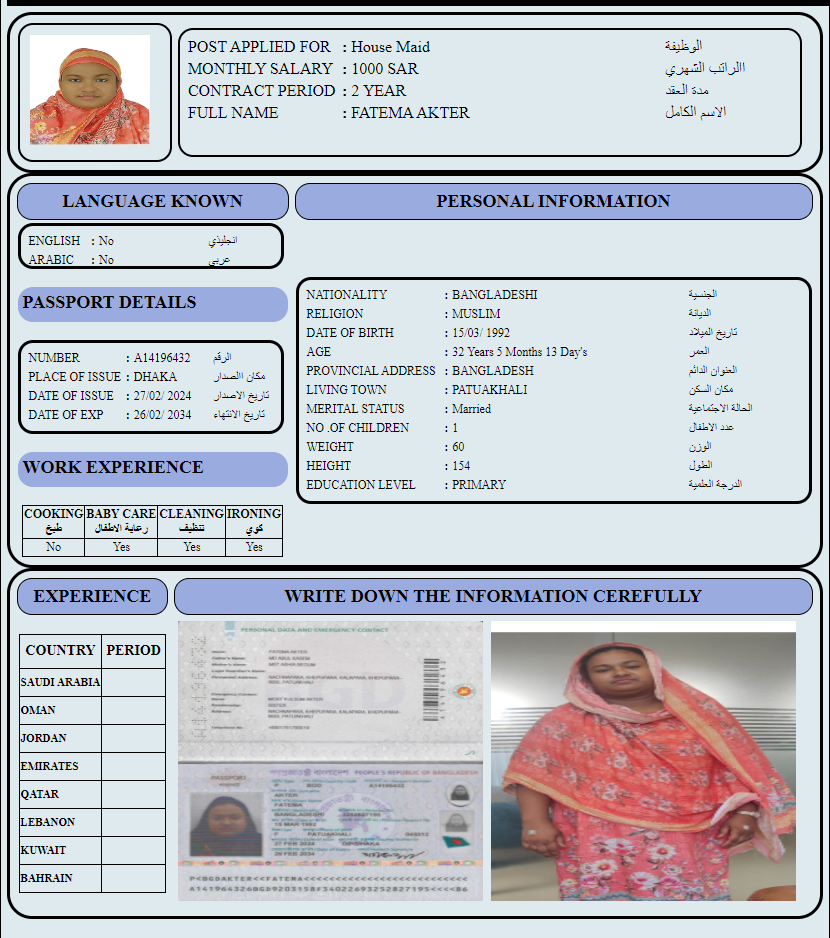 POST APPLIED FOR : House Maid الوظيفة
MONTHLY SALARY : 1000 SAR االراتب الشهري
CONTRACT PERIOD : 2 YEAR مدة العقد
FULL NAME : FATEMA AKTER الاسم الكامل
LANGUAGE KNOWN
ENGLISH : No انجليذي
ARABIC : No عربي
PASSPORT DETAILS
NUMBER : A14196432 الرقم
PLACE OF ISSUE : DHAKA مكان االصدار
DATE OF ISSUE : 27/02/ 2024 تاريخ الاصدار
DATE OF EXP : 26/02/ 2034 تاريخ الانتهاء
WORK EXPERIENCE
COOKING BABY CARE CLEANING IRONING
طبخ رعاية الاطفال تنظيف كوي
No Yes Yes Yes
PERSONAL INFORMATION
NATIONALITY : BANGLADESHI الجنسية
RELIGION : MUSLIM الديانة
DATE OF BIRTH : 15/03/ 1992 تاريخ الميلاد
AGE : 32 Years 5 Months 13 Day's العمر
PROVINCIAL ADDRESS : BANGLADESH العنوان الدائم
LIVING TOWN : PATUAKHALI مكان السكن
MERITAL STATUS : Married الحالة الاجتماعية
NO .OF CHILDREN : 1 عدد الاطفال
WEIGHT : 60 الوزن
HEIGHT : 154 الطول
EDUCATION LEVEL : PRIMARY الدرجة العلمية
EXPERIENCE
COUNTRY PERIOD
SAUDI ARABIA
OMAN
JORDAN
EMIRATES
QATAR
LEBANON
KUWAIT
BAHRAIN
WRITE DOWN THE INFORMATION CEREFULLY
PERSONAL DATA AND EMERGENCY CONTACT
FATEMA AKTER
PASSPORT
PEOPLE'S REPUBLIC OF BANGLADESH
P BGD A14196432
AKTER
FATEMA
BANGLADESHI
15 MAR 1992
F PATUAKHALI
27 FEB 2024 DIP/DHAKA
26 FEB 2034